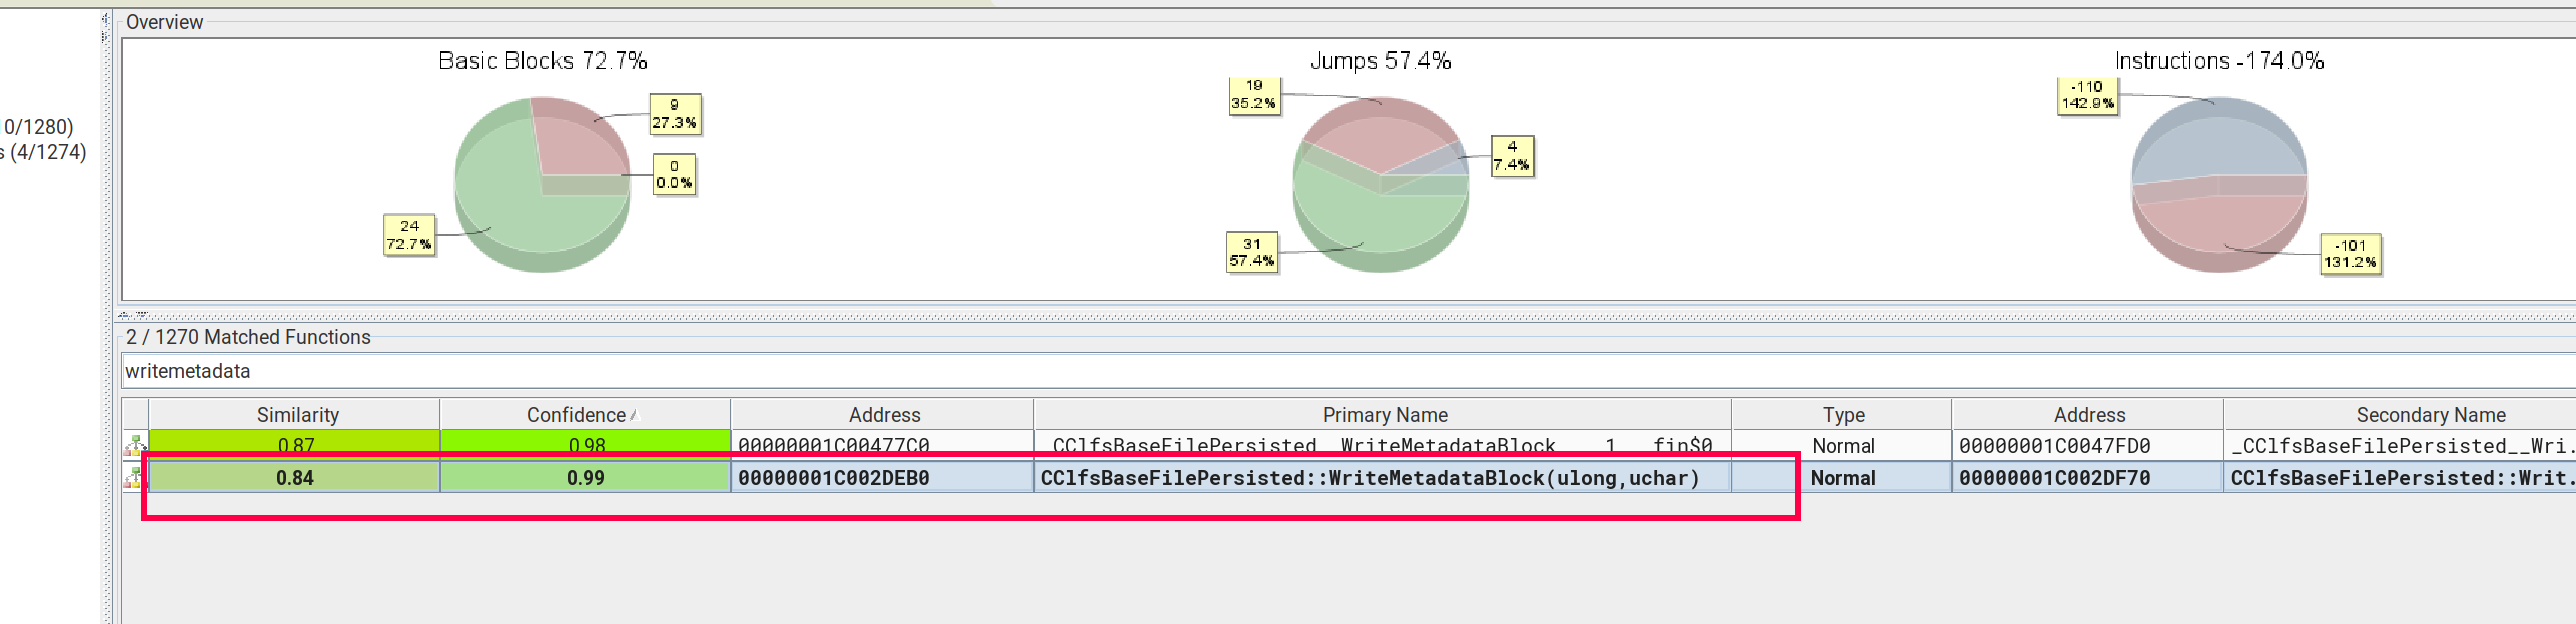 Overview
Basic Blocks 72.7%
9
27.3%
0
0.0%
24
72.7%
Jumps 57.4%
19
35.2%
4
7.4%
31
57.4%
Instructions -174.0%
-110
142.9%
-101
131.2%
0/1280)
s (4/1274)
2 / 1270 Matched Functions
writemetadata
Similarity Confidence Address Primary Name Type Address Secondary Name
0.87 0.98 00000001C00477C0 _CClfsBaseFilePersisted__WriteMetadataBlock____1___fin$0 Normal 00000001C0047FD0 _CClfsBaseFilePersisted__Wri...
0.84 0.99 00000001C002DEB0 CClfsBaseFilePersisted::WriteMetadataBlock(ulong,uchar) Normal 00000001C002DF70 CClfsBaseFilePersisted::Writ...